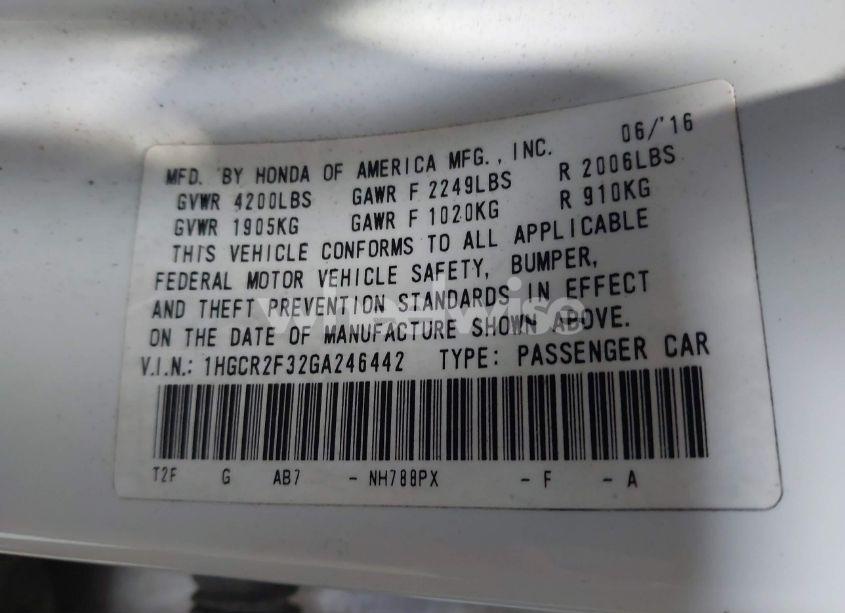 06/'16
MFD. BY HONDA OF AMERICA MFG., INC.
GVWR 4200LBS GAWR F 2249LBS R 2006LBS
GVWR 1905KG GAWR F 1020KG R 910KG
THIS VEHICLE CONFORMS TO ALL APPLICABLE
FEDERAL MOTOR VEHICLE SAFETY, BUMPER,
AND THEFT PREVENTION STANDARDS IN EFFECT
ON THE DATE OF MANUFACTURE SHOWN ABOVE.
V.I.N.: 1HGCR2F32GA246442 TYPE: PASSENGER CAR
T2F G AB7 - NH788PX - F - A
wheelwise